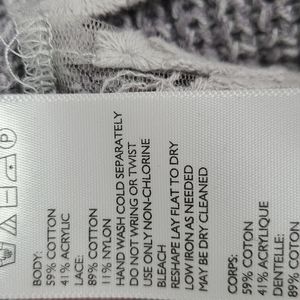 BODY:
59% COTTON
41% ACRYLIC
LACE:
89% COTTON
11% NYLON
HAND WASH COLD SEPARATELY
DO NOT WRING OR TWIST
USE ONLY NON-CHLORINE
BLEACH
RESHAPE LAY FLAT TO DRY
LOW IRON AS NEEDED
MAY BE DRY CLEANED
CORPS:
59% COTON
41% ACRYLIQUE
DENTELLE:
89% COTON